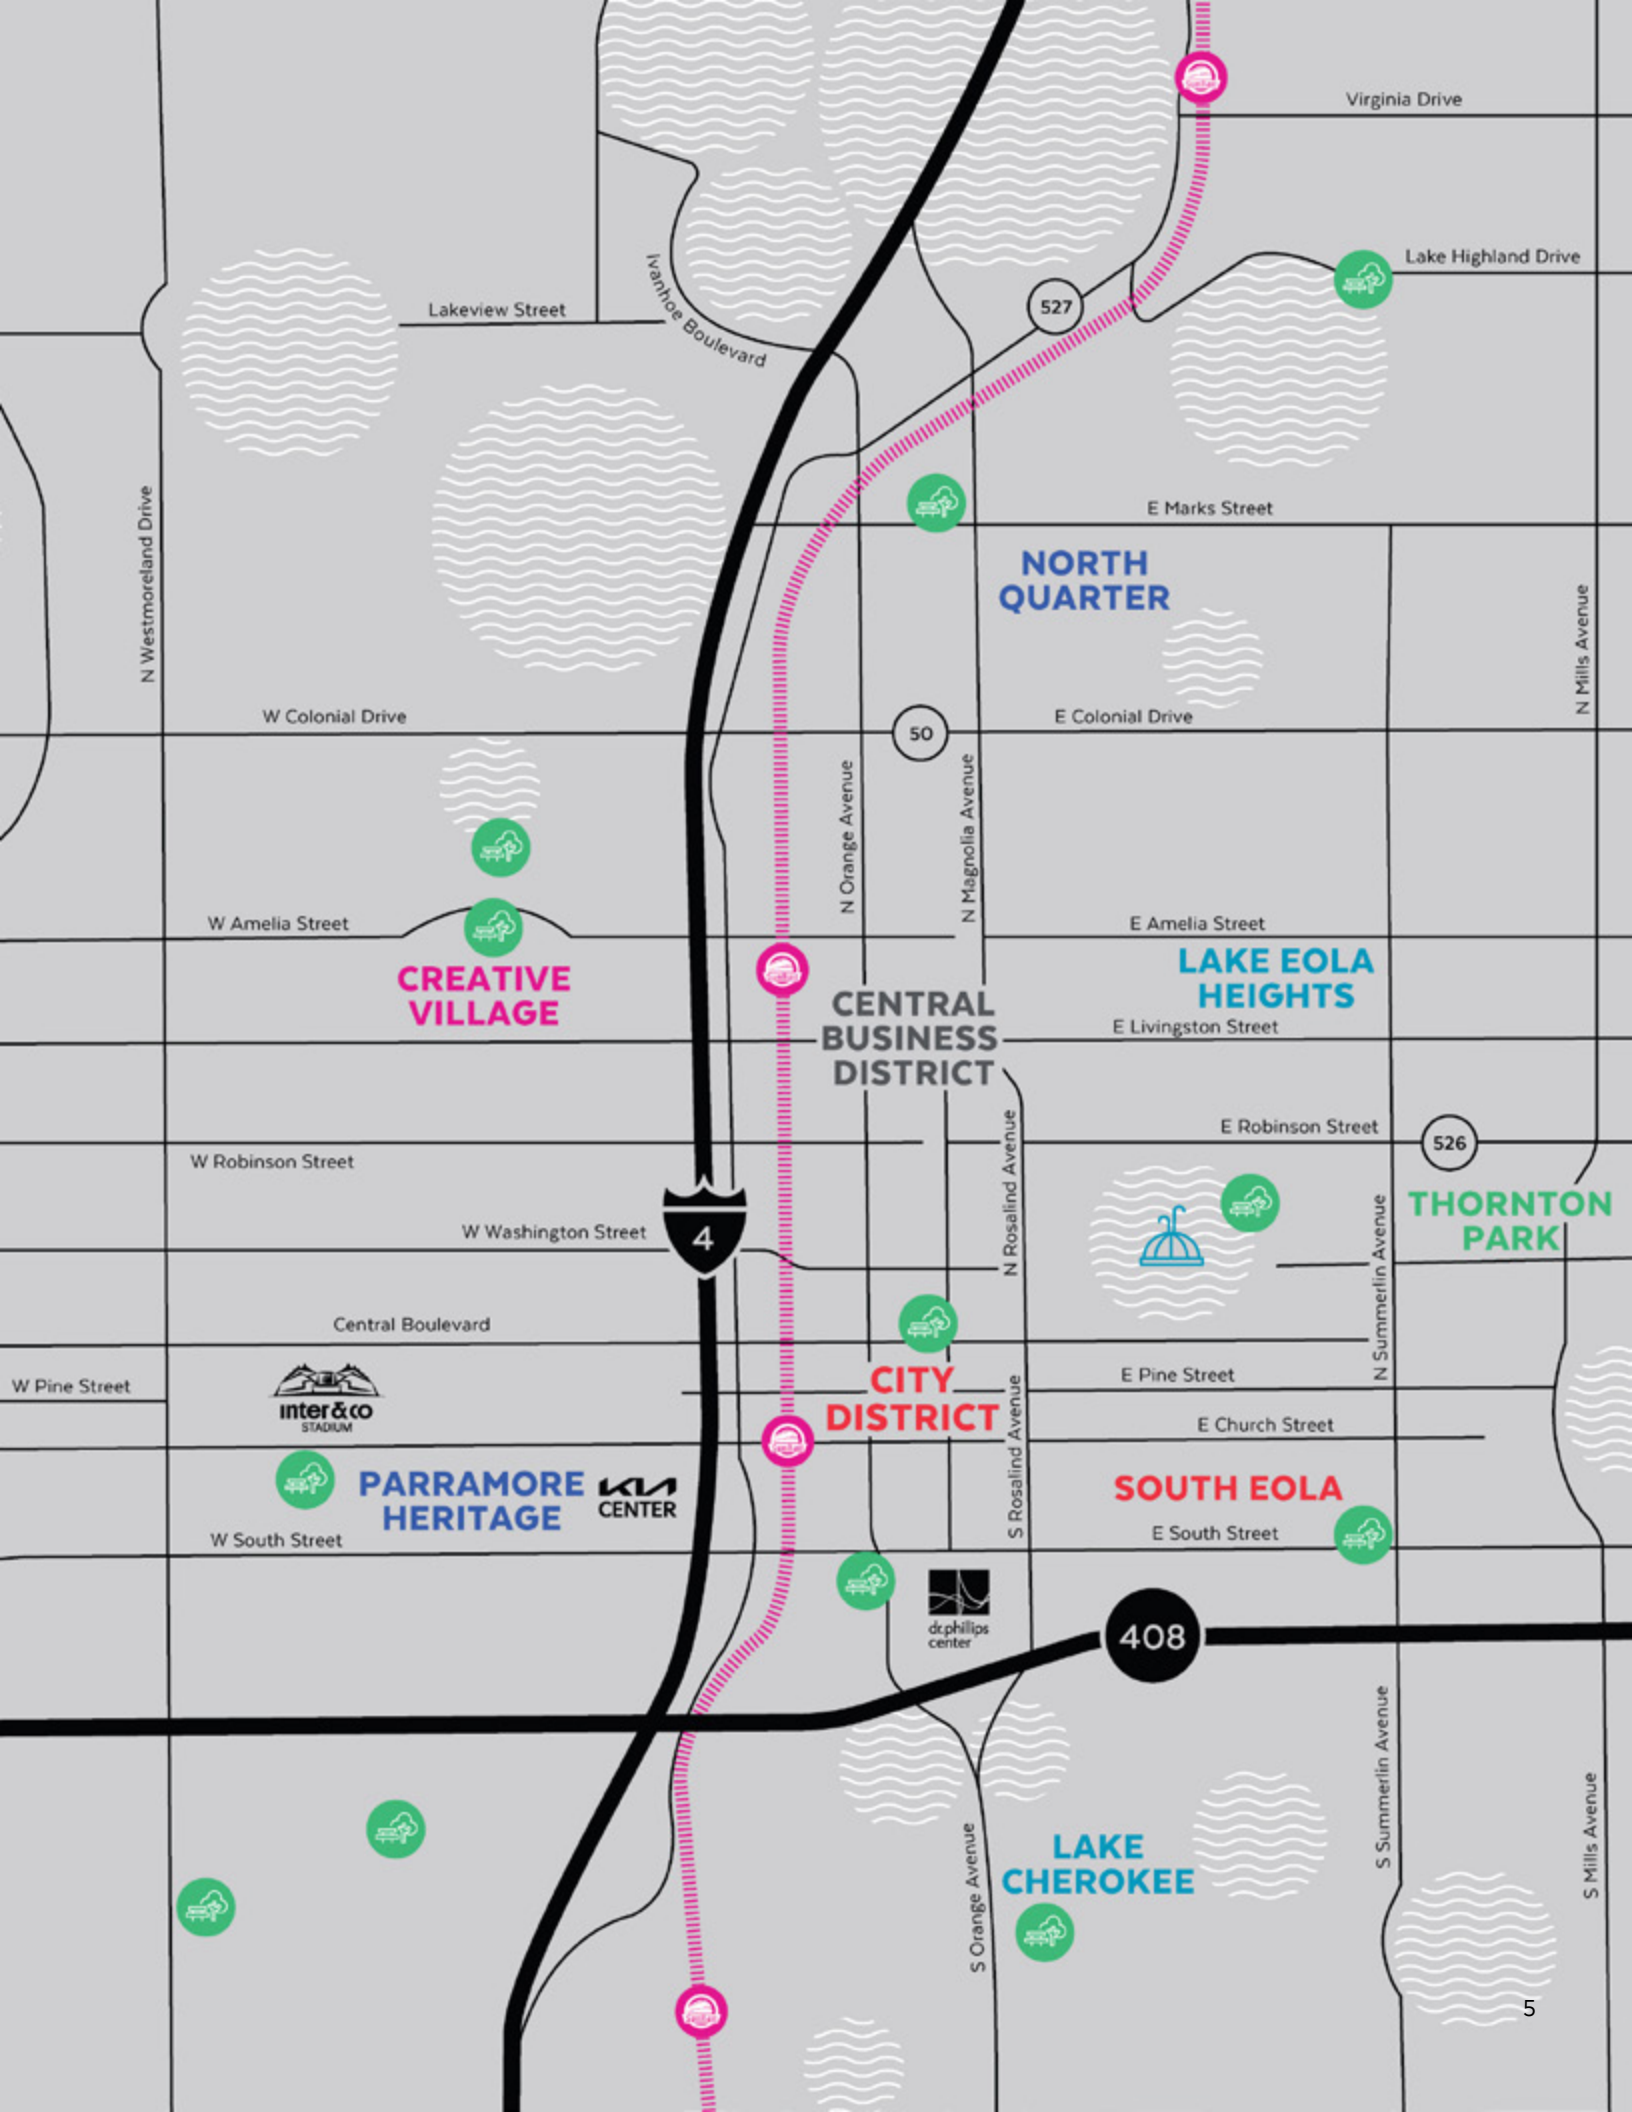 Virginia Drive
Lake Highland Drive
Ivanhoe Boulevard
Lakeview Street
527
N Westmoreland Drive
E Marks Street
NORTH
QUARTER
N Mills Avenue
W Colonial Drive
50
E Colonial Drive
N Orange Avenue
N Magnolia Avenue
W Amelia Street
E Amelia Street
CREATIVE
VILLAGE
LAKE EOLA
HEIGHTS
CENTRAL
BUSINESS
DISTRICT
E Livingston Street
E Robinson Street
526
W Robinson Street
N Rosalind Avenue
THORNTON
PARK
W Washington Street
4
N Summerlin Avenue
Central Boulevard
W Pine Street
inter&co
STADIUM
CITY
DISTRICT
E Pine Street
E Church Street
S Rosalind Avenue
PARRAMORE
HERITAGE
KIA
CENTER
SOUTH EOLA
W South Street
E South Street
dr.phillips
center
408
S Summerlin Avenue
S Mills Avenue
LAKE
CHEROKEE
S Orange Avenue
5